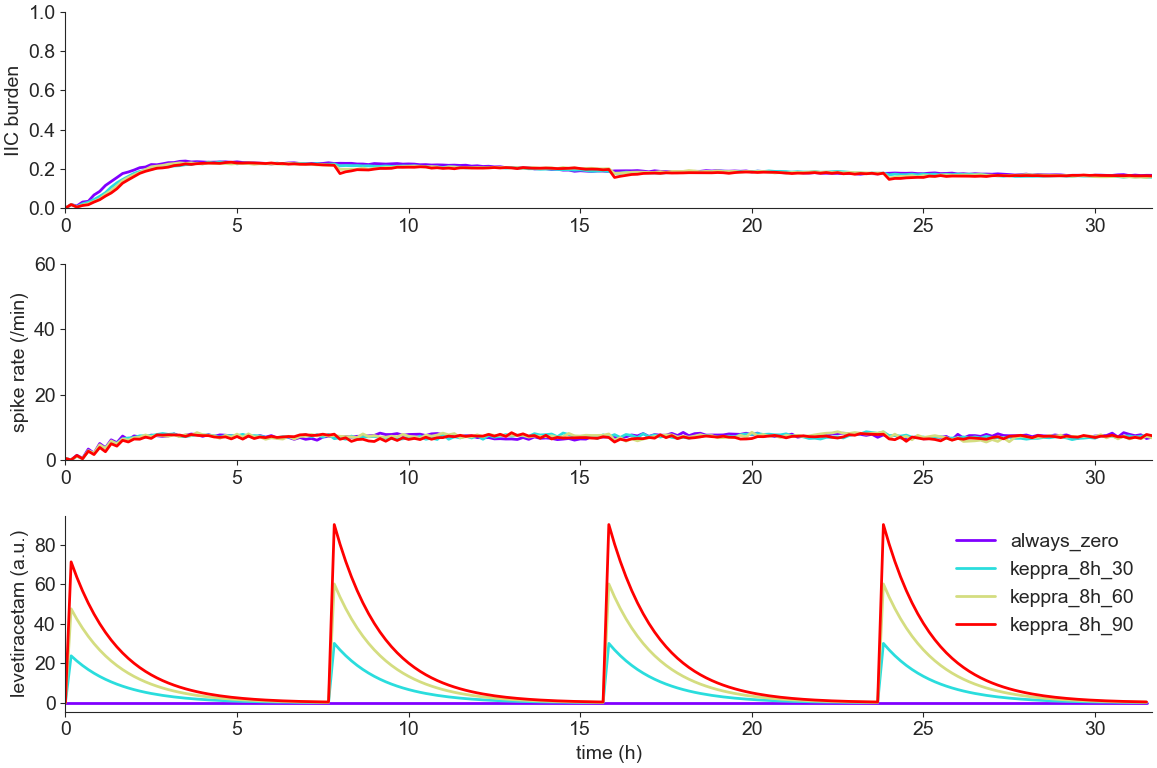 IIC burden
1.0
0.8
0.6
0.4
0.2
0.0
0 5 10 15 20 25 30
spike rate (/min)
60
40
20
0
0 5 10 15 20 25 30
levetiracetam (a.u.)
80
60
40
20
0
always_zero
keppra_8h_30
keppra_8h_60
keppra_8h_90
0 5 10 15 20 25 30
time (h)